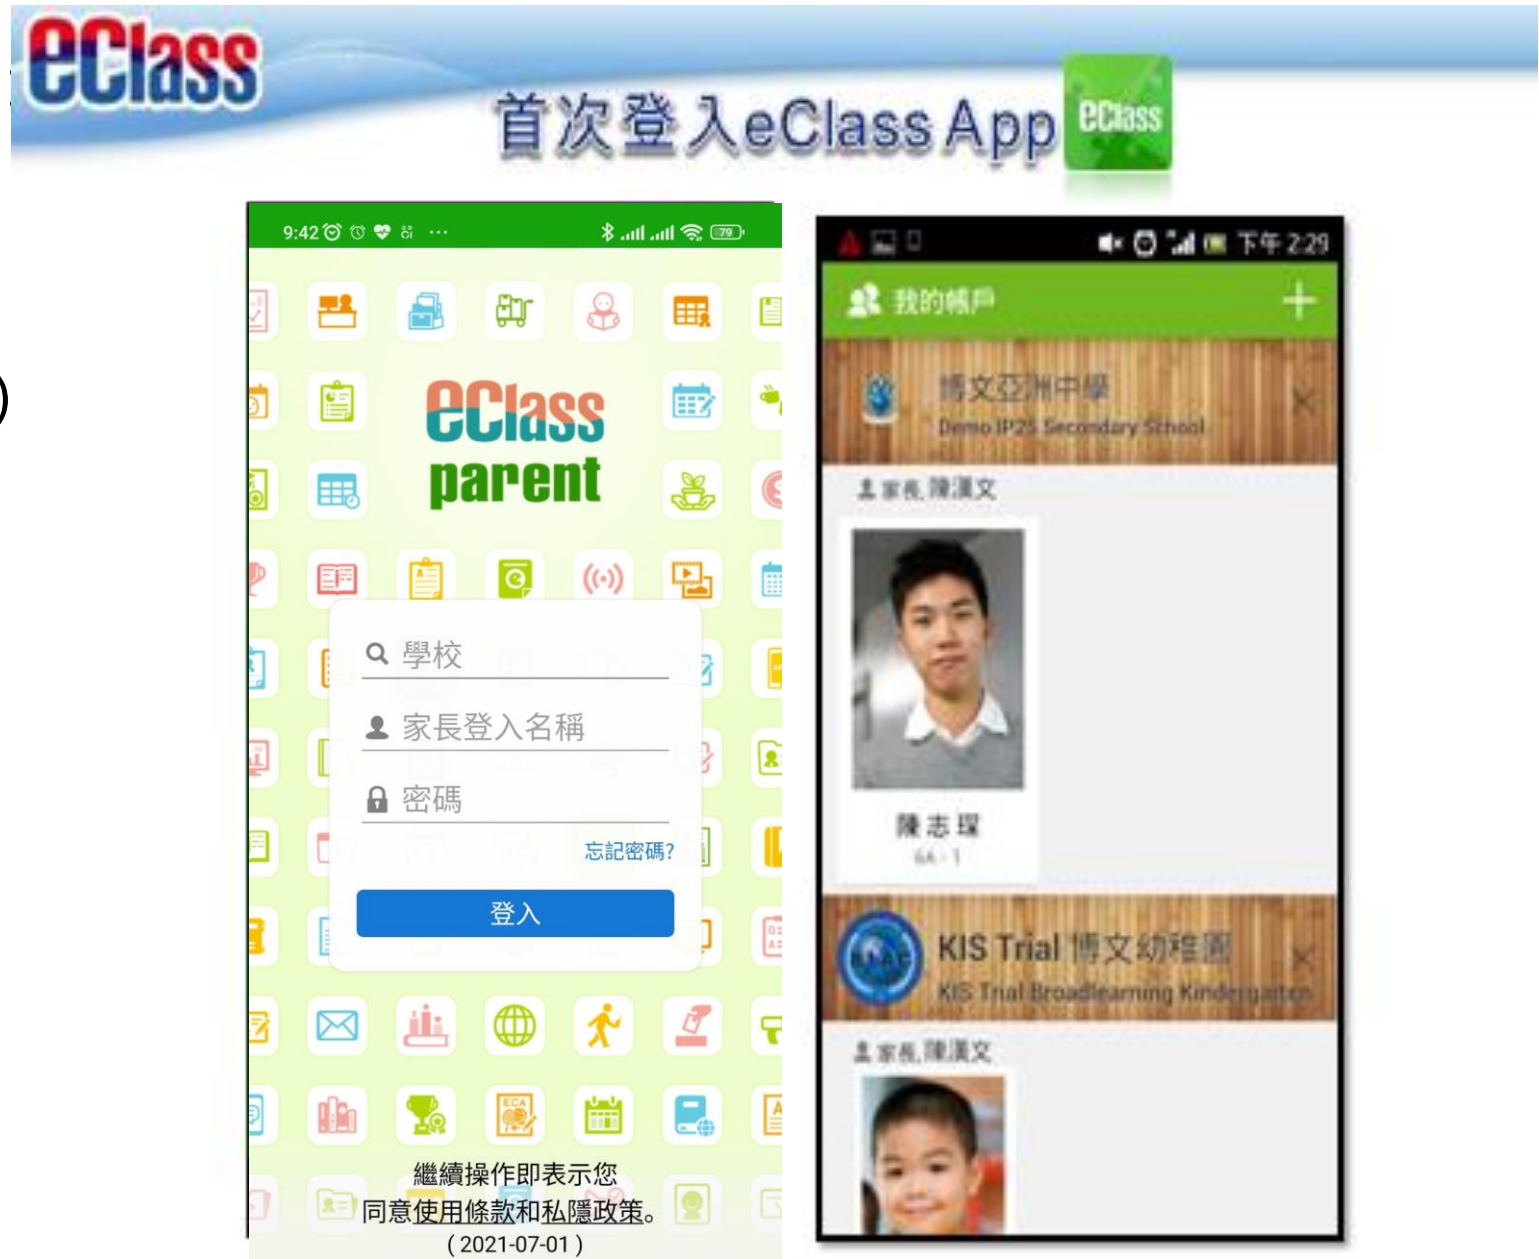 eClass
首次登入eClass App
eClass
9:42
79
eClass
parent
學校
家長登入名稱
密碼
忘記密碼?
登入
ECA
繼續操作即表示您
同意使用條款和私隱政策。
( 2021-07-01 )
下午 2:29
我的帳戶
博文亞洲中學
Demo IP25 Secondary School
家長, 陳漢文
陳志琛
6A - 1
KIS Trial 博文幼稚園
KIS Trial Broadlearning Kindergarten
家長, 陳漢文